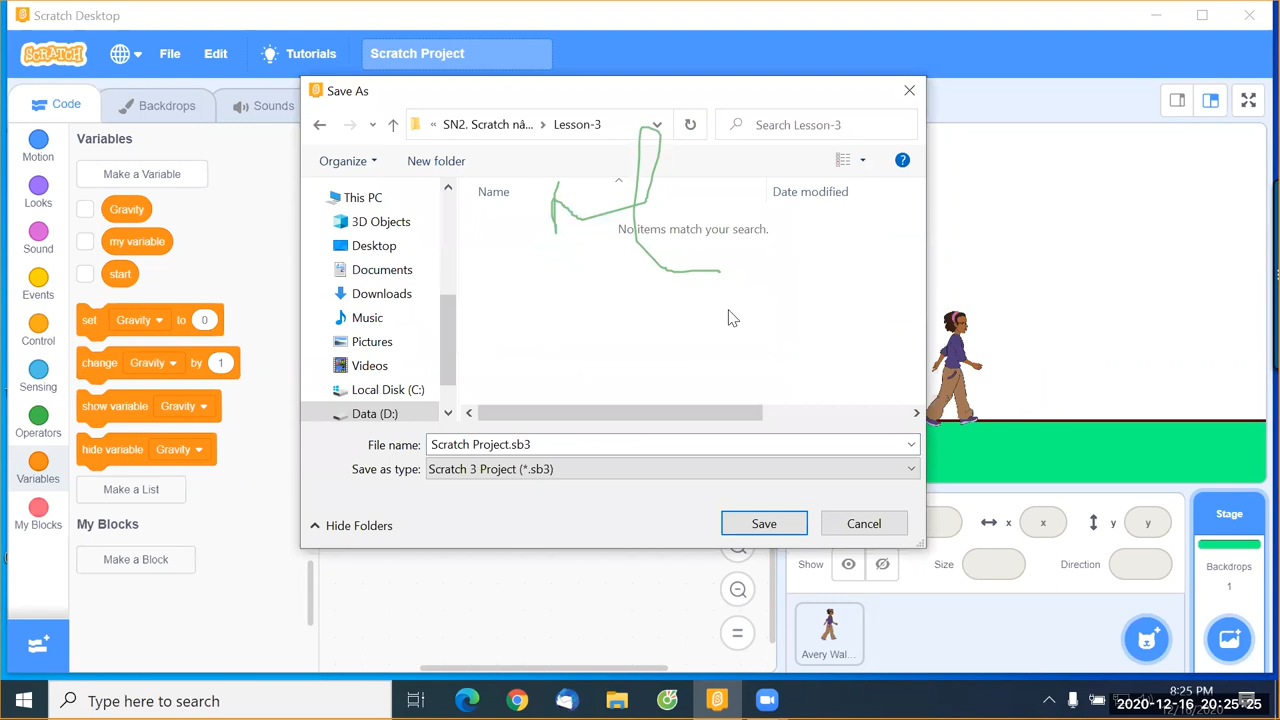 Scratch Desktop
SCRATCH File Edit Tutorials Scratch Project
Code Backdrops Sounds
Save As
« SN2. Scratch nâ... › Lesson-3 Search Lesson-3
Organize New folder
Name Date modified
No items match your search.
This PC
3D Objects
Desktop
Documents
Downloads
Music
Pictures
Videos
Local Disk (C:)
Data (D:)
File name: Scratch Project.sb3
Save as type: Scratch 3 Project (*.sb3)
Hide Folders Save Cancel
Motion
Looks
Sound
Events
Control
Sensing
Operators
Variables
My Blocks
Variables
Make a Variable
Gravity
my variable
start
set Gravity to 0
change Gravity by 1
show variable Gravity
hide variable Gravity
Make a List
My Blocks
Make a Block
x x y y
Show Size Direction
Avery Wal...
Stage
Backdrops
1
Type here to search
8:25 PM
2020-12-16 20:25:25